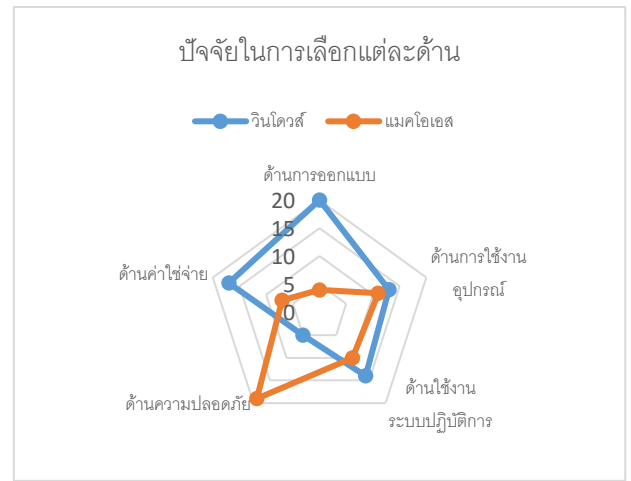 ปัจจัยในการเลือกแต่ละด้าน
วินโดวส์ แมคโอเอส
ด้านการออกแบบ
20
15
10
5
0
ด้านการใช้งาน
อุปกรณ์
ด้านใช้งาน
ระบบปฏิบัติการ
ด้านความปลอดภัย
ด้านค่าใช่จ่าย